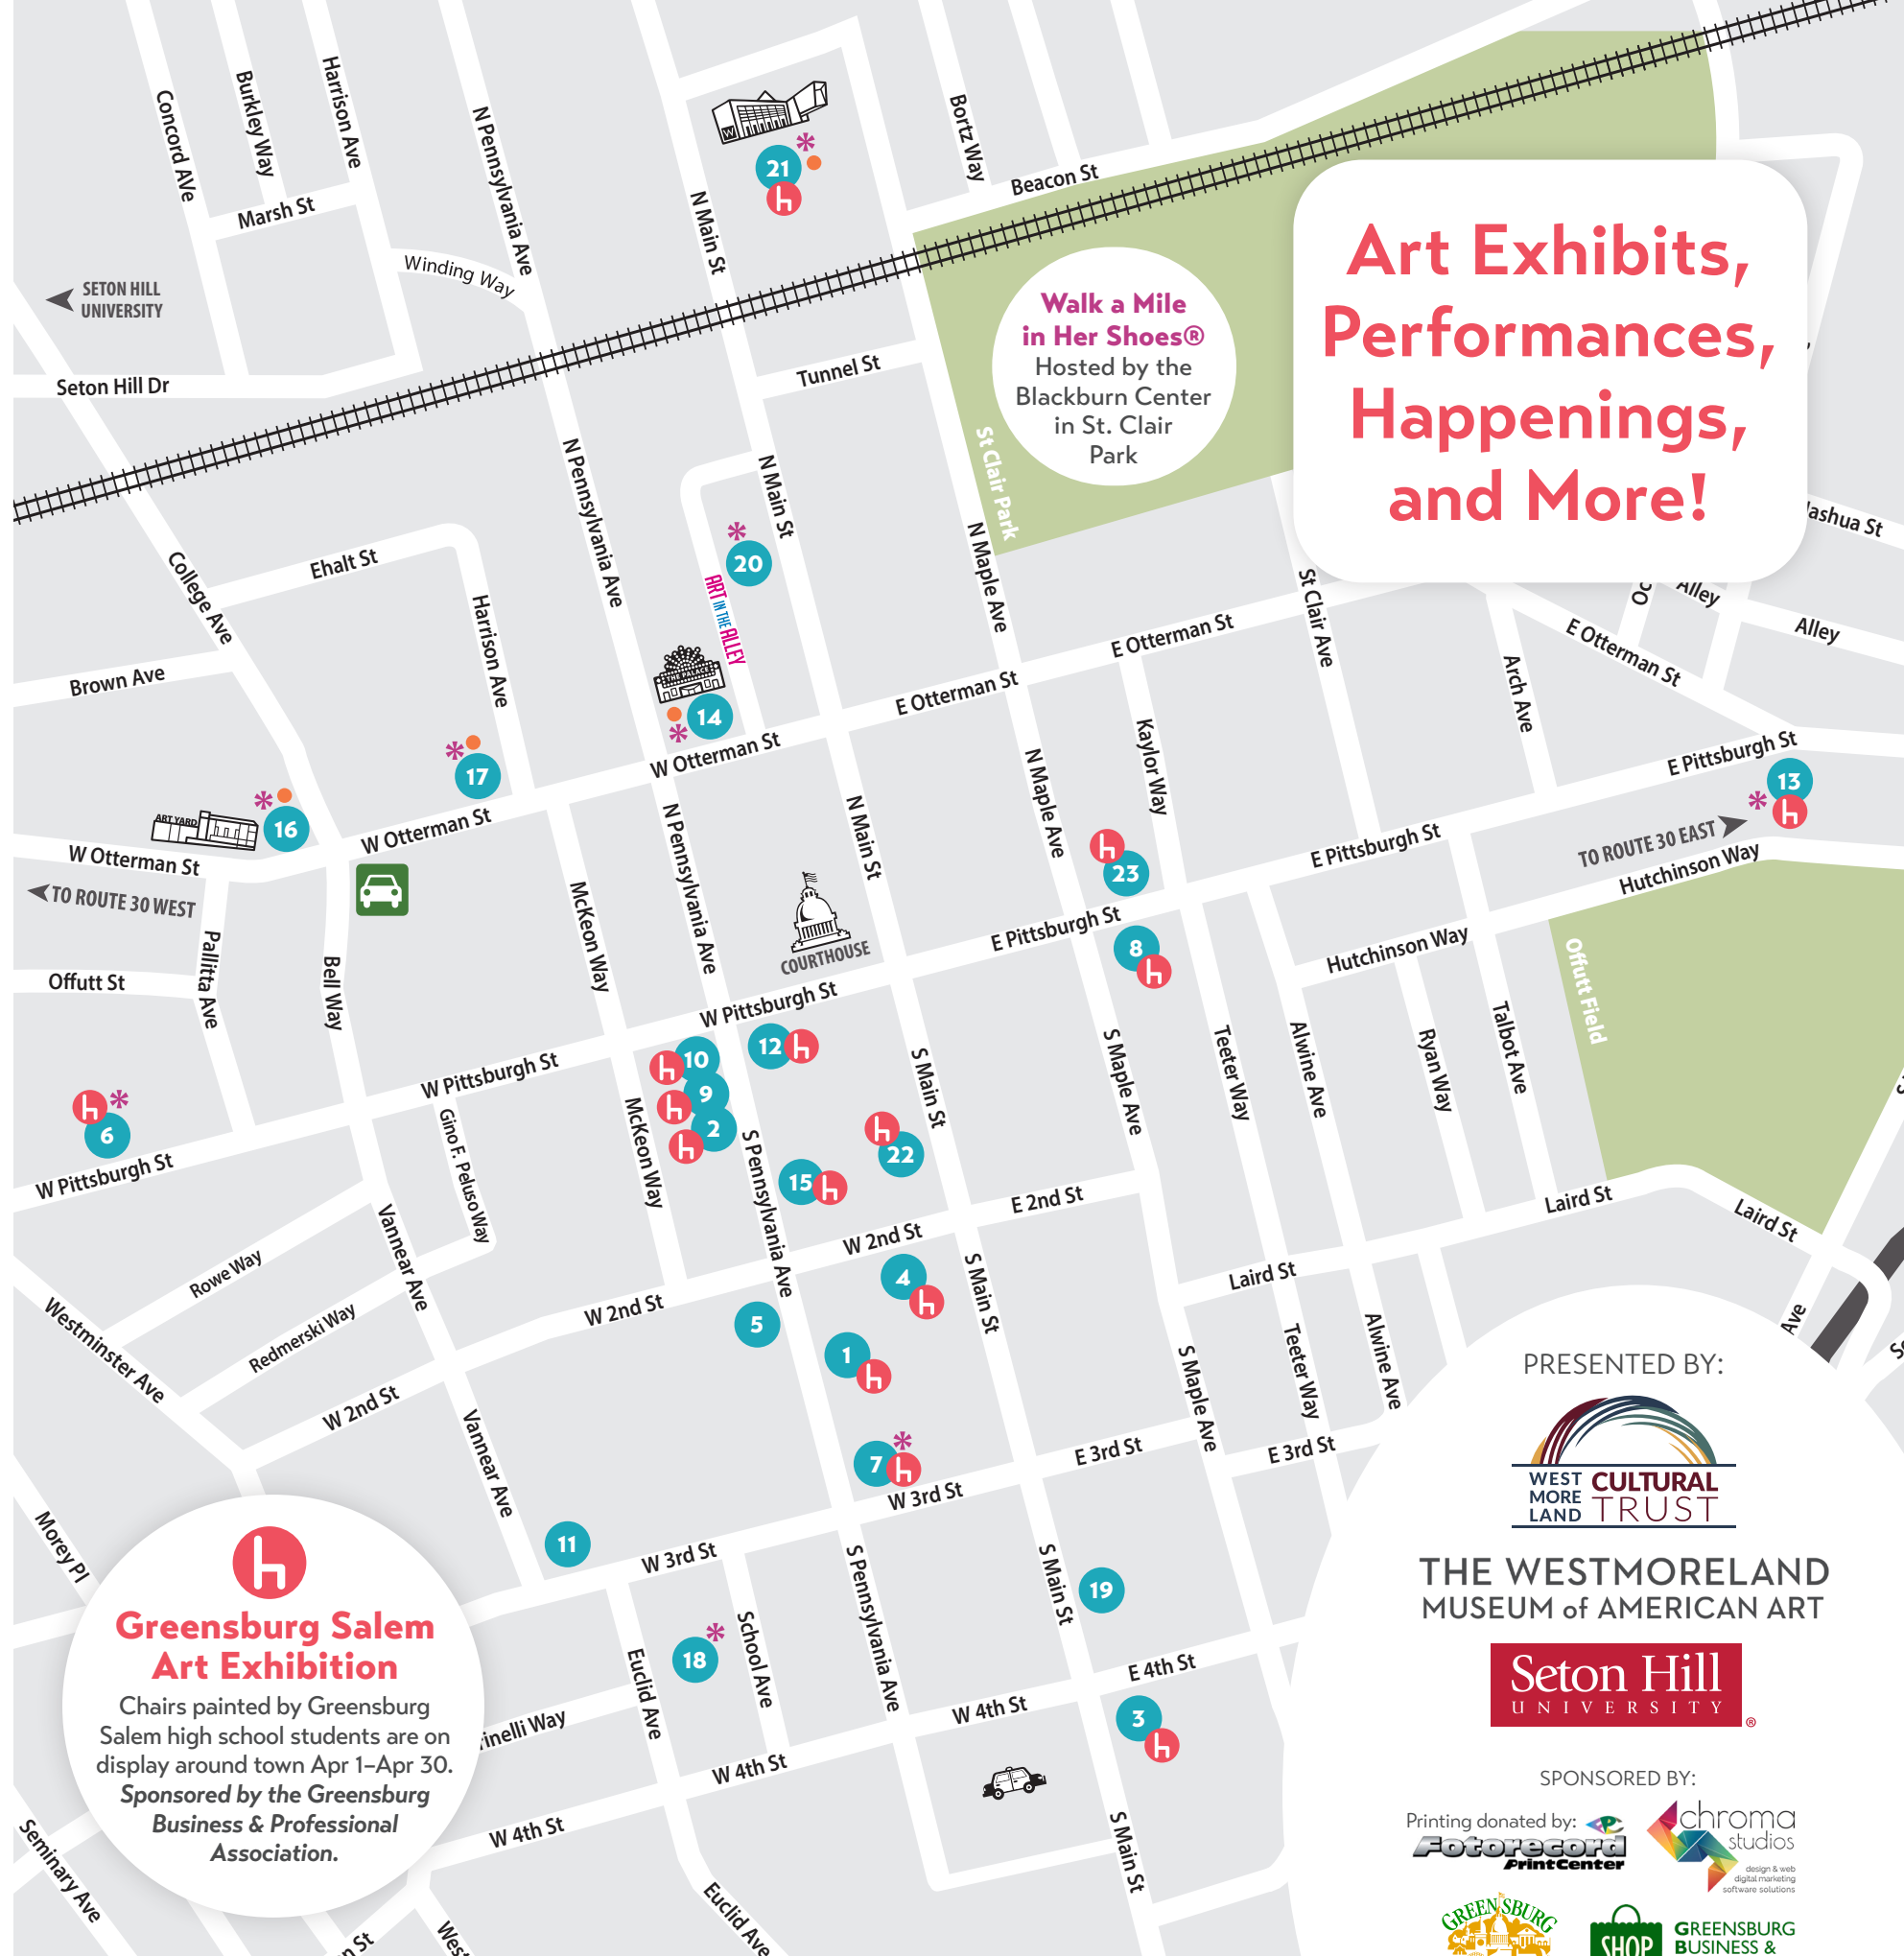 Concord AVe
Burkley Way
Harrison Ave
N Pennsylvania Ave
Marsh St
Winding Way
SETON HILL
UNIVERSITY
Seton Hill Dr
W
21
h
N Main St
Bortz Way
Beacon St
Tunnel St
Walk a Mile
in Her Shoes®
Hosted by the
Blackburn Center
in St. Clair
Park
St Clair Park
Art Exhibits,
Performances,
Happenings,
and More!
College Ave
Ehalt St
Harrison Ave
N Pennsylvania Ave
N Main St
20
ART IN THE ALLEY
N Maple Ave
E Otterman St
E Otterman St
St Clair Ave
Alley
Alley
E Otterman St
Arch Ave
Brown Ave
THE PALACE
14
W Otterman St
17
ART YARD
16
W Otterman St
W Otterman St
TO ROUTE 30 WEST
N Pennsylvania Ave
N Main St
N Maple Ave
Kaylor Way
E Pittsburgh St
13
h
TO ROUTE 30 EAST
Hutchinson Way
E Pittsburgh St
h
23
COURTHOUSE
E Pittsburgh St
8
h
Hutchinson Way
Offutt Field
Offutt St
Pallitta Ave
Bell Way
McKeon Way
W Pittsburgh St
12
h
10
h
9
h
2
h
W Pittsburgh St
Gino F. Peluso Way
McKeon Way
S Pennsylvania Ave
S Main St
h
22
15
h
S Maple Ave
Teeter Way
Alwine Ave
Ryan Way
Talbot Ave
h
6
W Pittsburgh St
Rowe Way
Redmerski Way
Vannear Ave
Westminster Ave
W 2nd St
W 2nd St
W 2nd St
E 2nd St
Laird St
Laird St
Laird St
4
h
5
1
h
S Main St
S Maple Ave
Teeter Way
Alwine Ave
Ave
7
h
W 3rd St
E 3rd St
E 3rd St
Vannear Ave
11
W 3rd St
Morey Pl
18
School Ave
Euclid Ave
S Pennsylvania Ave
S Main St
19
E 4th St
W 4th St
W 4th St
W 4th St
3
h
S Main St
Euclid Ave
Seminary Ave
h
Greensburg Salem
Art Exhibition
Chairs painted by Greensburg
Salem high school students are on
display around town Apr 1–Apr 30.
Sponsored by the Greensburg
Business & Professional
Association.
PRESENTED BY:
WEST
MORE
LAND
CULTURAL
TRUST
THE WESTMORELAND
MUSEUM of AMERICAN ART
Seton Hill
UNIVERSITY®
SPONSORED BY:
Printing donated by:
Fotorecord
PrintCenter
chroma
studios
design & web
digital marketing
software solutions
GREENSBURG
SHOP
GREENSBURG
BUSINESS &